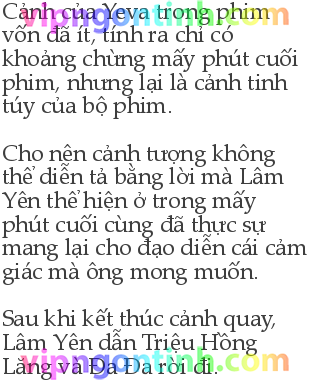 vipngontinh.com
Cảnh của Yeva trong phim
vốn đã ít, tính ra chỉ có
khoảng chừng mấy phút cuối
phim, nhưng lại là cảnh tinh
túy của bộ phim.
Cho nên cảnh tượng không
thể diễn tả bằng lời mà Lâm
Yên thể hiện ở trong mấy
phút cuối cùng đã thực sự
mang lại cho đạo diễn cái cảm
giác mà ông mong muốn.
Sau khi kết thúc cảnh quay,
Lâm Yên dẫn Triệu Hồng
Lăng và Đa Đa rời đi.
vipngontinh.com